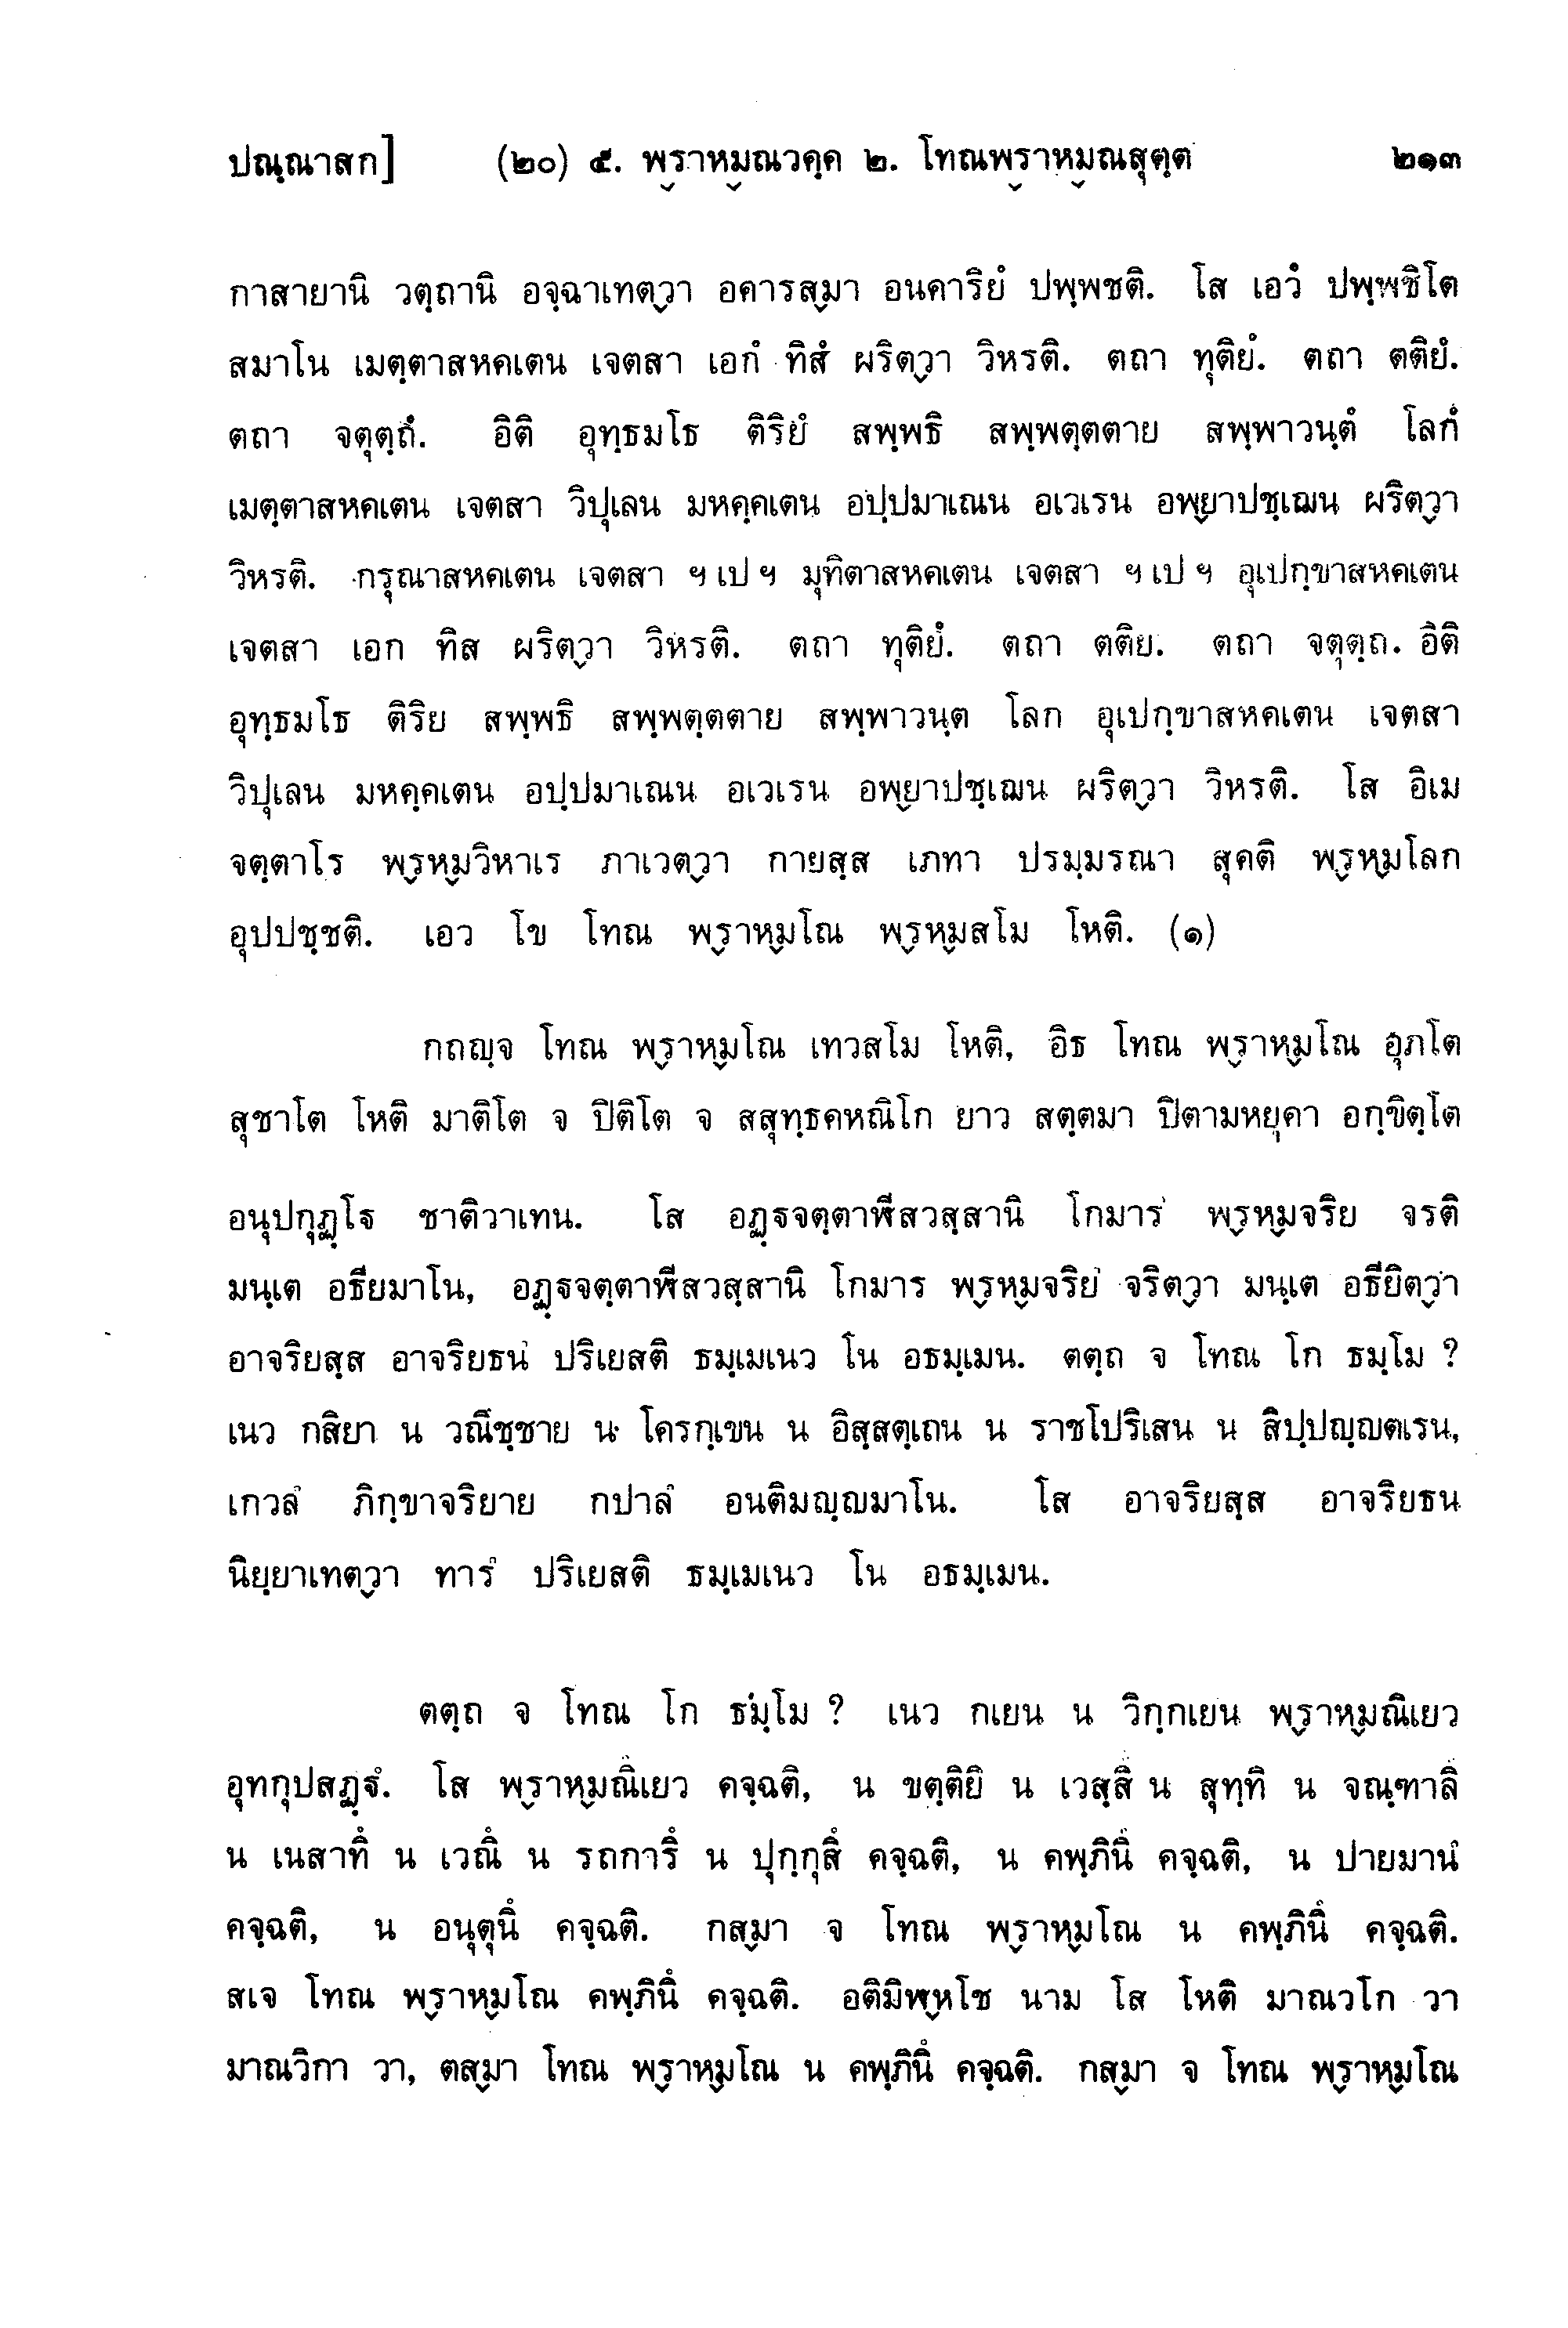 ปณฺณาสก] (๒๐) ๕. พฺราหฺมณวคฺค ๒. โทณพฺราหฺมณสุตฺต ๒๑๓
กาสายานิ วตฺถานิ อจฺฉาเทตฺวา อคารสฺมา อนคาริยํ ปพฺพชติ. โส เอวํ ปพฺพชิโต
สมาโน เมตฺตาสหคเตน เจตสา เอกํ ทิสํ ผริตฺวา วิหรติ. ตถา ทุติยํ. ตถา ตติยํ.
ตถา จตุตฺถํ. อิติ อุทฺธมโธ ติริยํ สพฺพธิ สพฺพตฺตตาย สพฺพาวนฺตํ โลกํ
เมตฺตาสหคเตน เจตสา วิปุเลน มหคฺคเตน อปฺปมาเณน อเวเรน อพฺยาปชฺเฌน ผริตฺวา
วิหรติ. กรุณาสหคเตน เจตสา ฯ เป ฯ มุทิตาสหคเตน เจตสา ฯ เป ฯ อุเปกฺขาสหคเตน
เจตสา เอก ทิส ผริตฺวา วิหรติ. ตถา ทุติยํ. ตถา ตติย. ตถา จตุตฺถ. อิติ
อุทฺธมโธ ติริย สพฺพธิ สพฺพตฺตตาย สพฺพาวนฺต โลก อุเปกฺขาสหคเตน เจตสา
วิปุเลน มหคฺคเตน อปฺปมาเณน อเวเรน อพฺยาปชฺเฌน ผริตฺวา วิหรติ. โส อิเม
จตฺตาโร พฺรหฺมวิหาเร ภาเวตฺวา กายสฺส เภทา ปรมฺมรณา สุคติ พฺรหฺมโลก
อุปปชฺชติ. เอว โข โทณ พฺราหฺมโณ พฺรหฺมสโม โหติ. (๑)
กถญฺจ โทณ พฺราหฺมโณ เทวสโม โหติ, อิธ โทณ พฺราหฺมโณ อุภโต
สุชาโต โหติ มาติโต จ ปิติโต จ สสุทฺธคหณิโก ยาว สตฺตมา ปิตามหยุคา อกฺขิตฺโต
อนุปกุฏฺโฐ ชาติวาเทน. โส อฏฺฐจตฺตาฬีสวสฺสานิ โกมารํ พฺรหฺมจริย จรติ
มนฺเต อธียมาโน, อฏฺฐจตฺตาฬีสวสฺสานิ โกมาร พฺรหฺมจริยํ จริตฺวา มนฺเต อธียิตฺวา
อาจริยสฺส อาจริยธนํ ปริเยสติ ธมฺเมเนว โน อธมฺเมน. ตตฺถ จ โทณ โก ธมฺโม ?
เนว กสิยา น วณิชฺชาย น โครกฺเขน น อิสฺสตฺเถน น ราชโปริเสน น สิปฺปญฺญตเรน,
เกวลํ ภิกฺขาจริยาย กปาลํ อนติมญฺญมาโน. โส อาจริยสฺส อาจริยธน
นิยฺยาเทตฺวา ทารํ ปริเยสติ ธมฺเมเนว โน อธมฺเมน.
ตตฺถ จ โทณ โก ธมฺโม ? เนว กเยน น วิกฺกเยน พฺราหฺมณิเยว
อุทกุปสฏฺฐํ. โส พฺราหฺมณึเยว คจฺฉติ, น ขตฺติยิ น เวสฺสึ น สุทฺทิ น จณฺฑาลึ
น เนสาทึ น เวณึ น รถการึ น ปุกฺกุสึ คจฺฉติ, น คพฺภินึ คจฺฉติ, น ปายมานํ
คจฺฉติ, น อนุตุนึ คจฺฉติ. กสฺมา จ โทณ พฺราหฺมโณ น คพฺภินึ คจฺฉติ.
สเจ โทณ พฺราหฺมโณ คพฺภินึ คจฺฉติ. อติมิฬฺหโช นาม โส โหติ มาณวโก วา
มาณวิกา วา, ตสฺมา โทณ พฺราหฺมโณ น คพฺภินึ คจฺฉติ. กสฺมา จ โทณ พฺราหฺมโณ